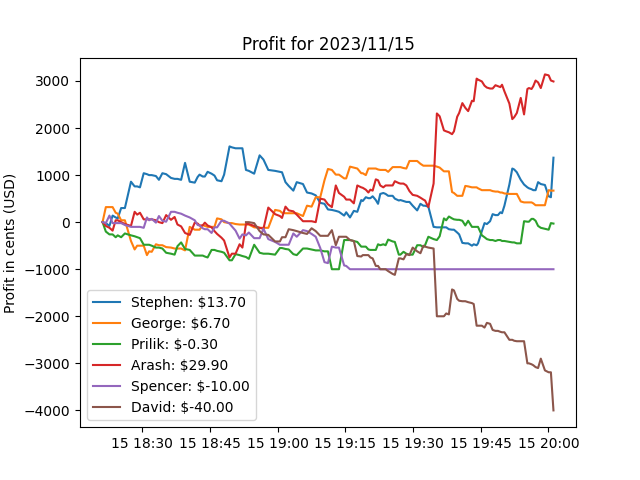 Profit for 2023/11/15
Profit in cents (USD)
3000
2000
1000
0
−1000
−2000
−3000
−4000
Stephen: $13.70
George: $6.70
Prilik: $-0.30
Arash: $29.90
Spencer: $-10.00
David: $-40.00
15 18:30 15 18:45 15 19:00 15 19:15 15 19:30 15 19:45 15 20:00